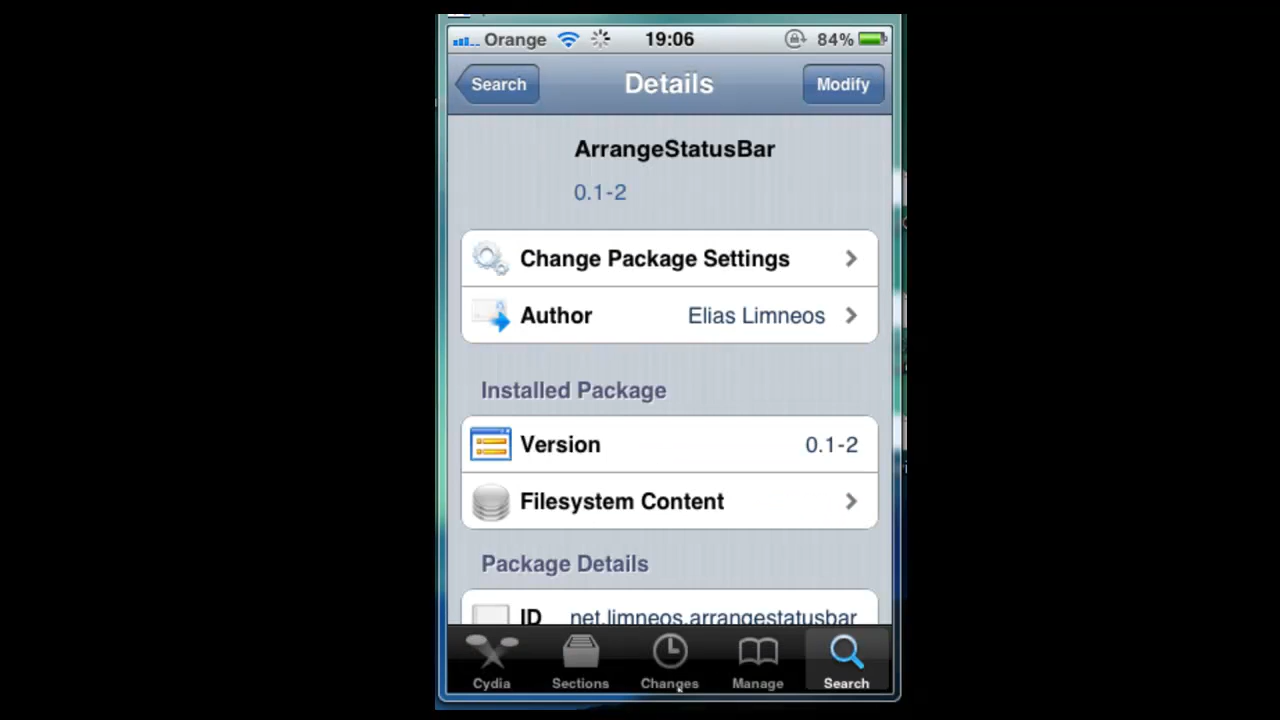 Orange 19:06 84%
Search Details Modify
ArrangeStatusBar
0.1-2
Change Package Settings
Author Elias Limneos
Installed Package
Version 0.1-2
Filesystem Content
Package Details
ID net.limneos.arrangestatusbar
Cydia Sections Changes Manage Search